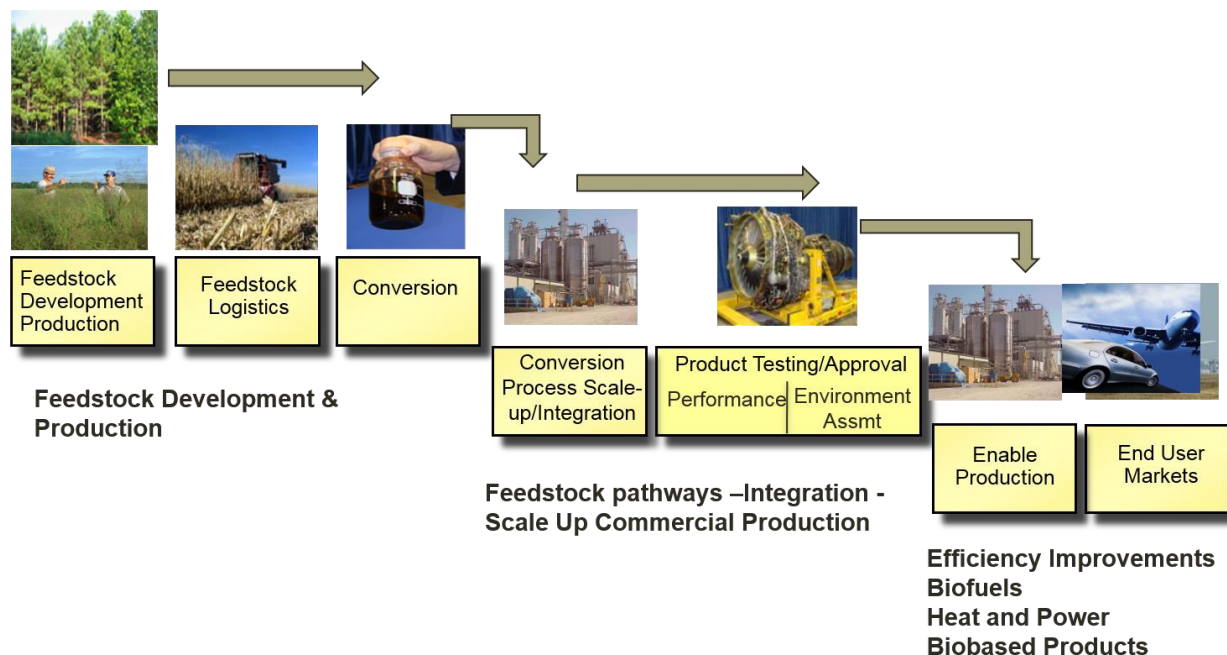 Feedstock
Development
Production
Feedstock
Logistics
Conversion
Feedstock Development &
Production
Conversion
Process Scale-
up/Integration
Product Testing/Approval
Performance
Environment
Assmt
Feedstock pathways –Integration -
Scale Up Commercial Production
Enable
Production
End User
Markets
Efficiency Improvements
Biofuels
Heat and Power
Biobased Products